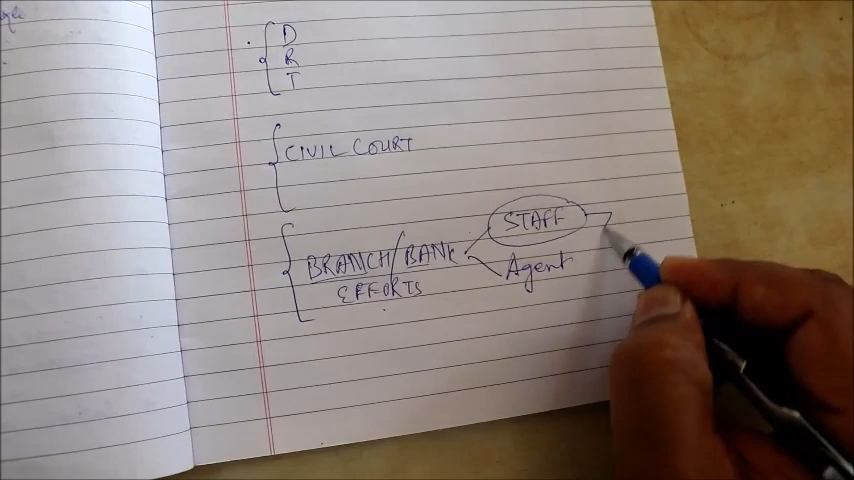 D
R
T
CIVIL COURT
BRANCH/BANK
EFFORTS
STAFF
Agent